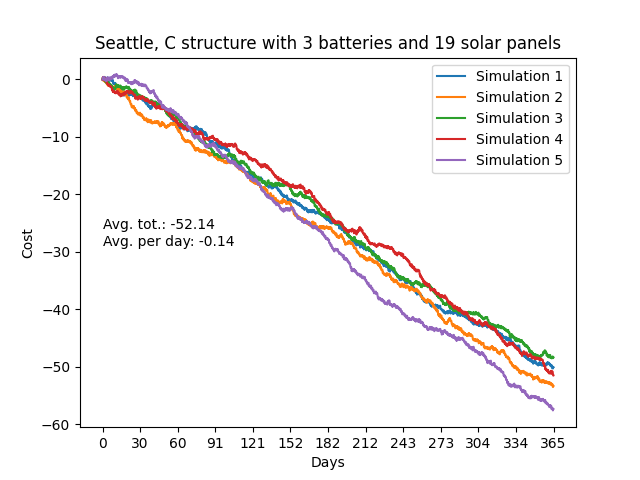 Seattle, C structure with 3 batteries and 19 solar panels
Simulation 1
Simulation 2
Simulation 3
Simulation 4
Simulation 5
0
−10
−20
−30
−40
−50
−60
Cost
Avg. tot.: -52.14
Avg. per day: -0.14
0 30 60 91 121 152 182 212 243 273 304 334 365
Days